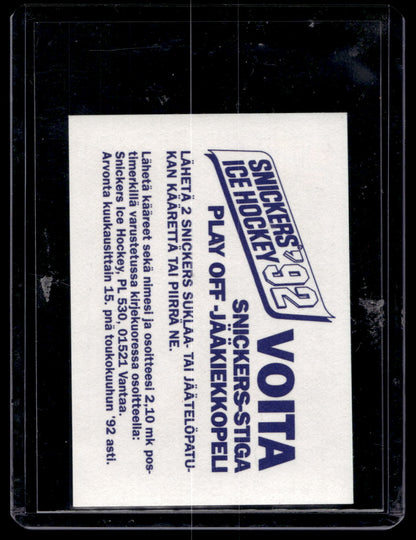 SNICKERS '92
ICE HOCKEY
VOITA
SNICKERS-STIGA
PLAY OFF -JÄÄKIEKKOPELI
LÄHETÄ 2 SNICKERS SUKLAA- TAI JÄÄTELÖPATU-
KAN KÄÄRETTÄ TAI PIIRRÄ NE.
Lähetä kääreet sekä nimesi ja osoitteesi 2,10 mk pos-
timerkillä varustetussa kirjekuoressa osoitteella:
Snickers Ice Hockey, PL 530, 01521 Vantaa.
Arvonta kuukausittain 15. pnä toukokuuhun '92 asti.